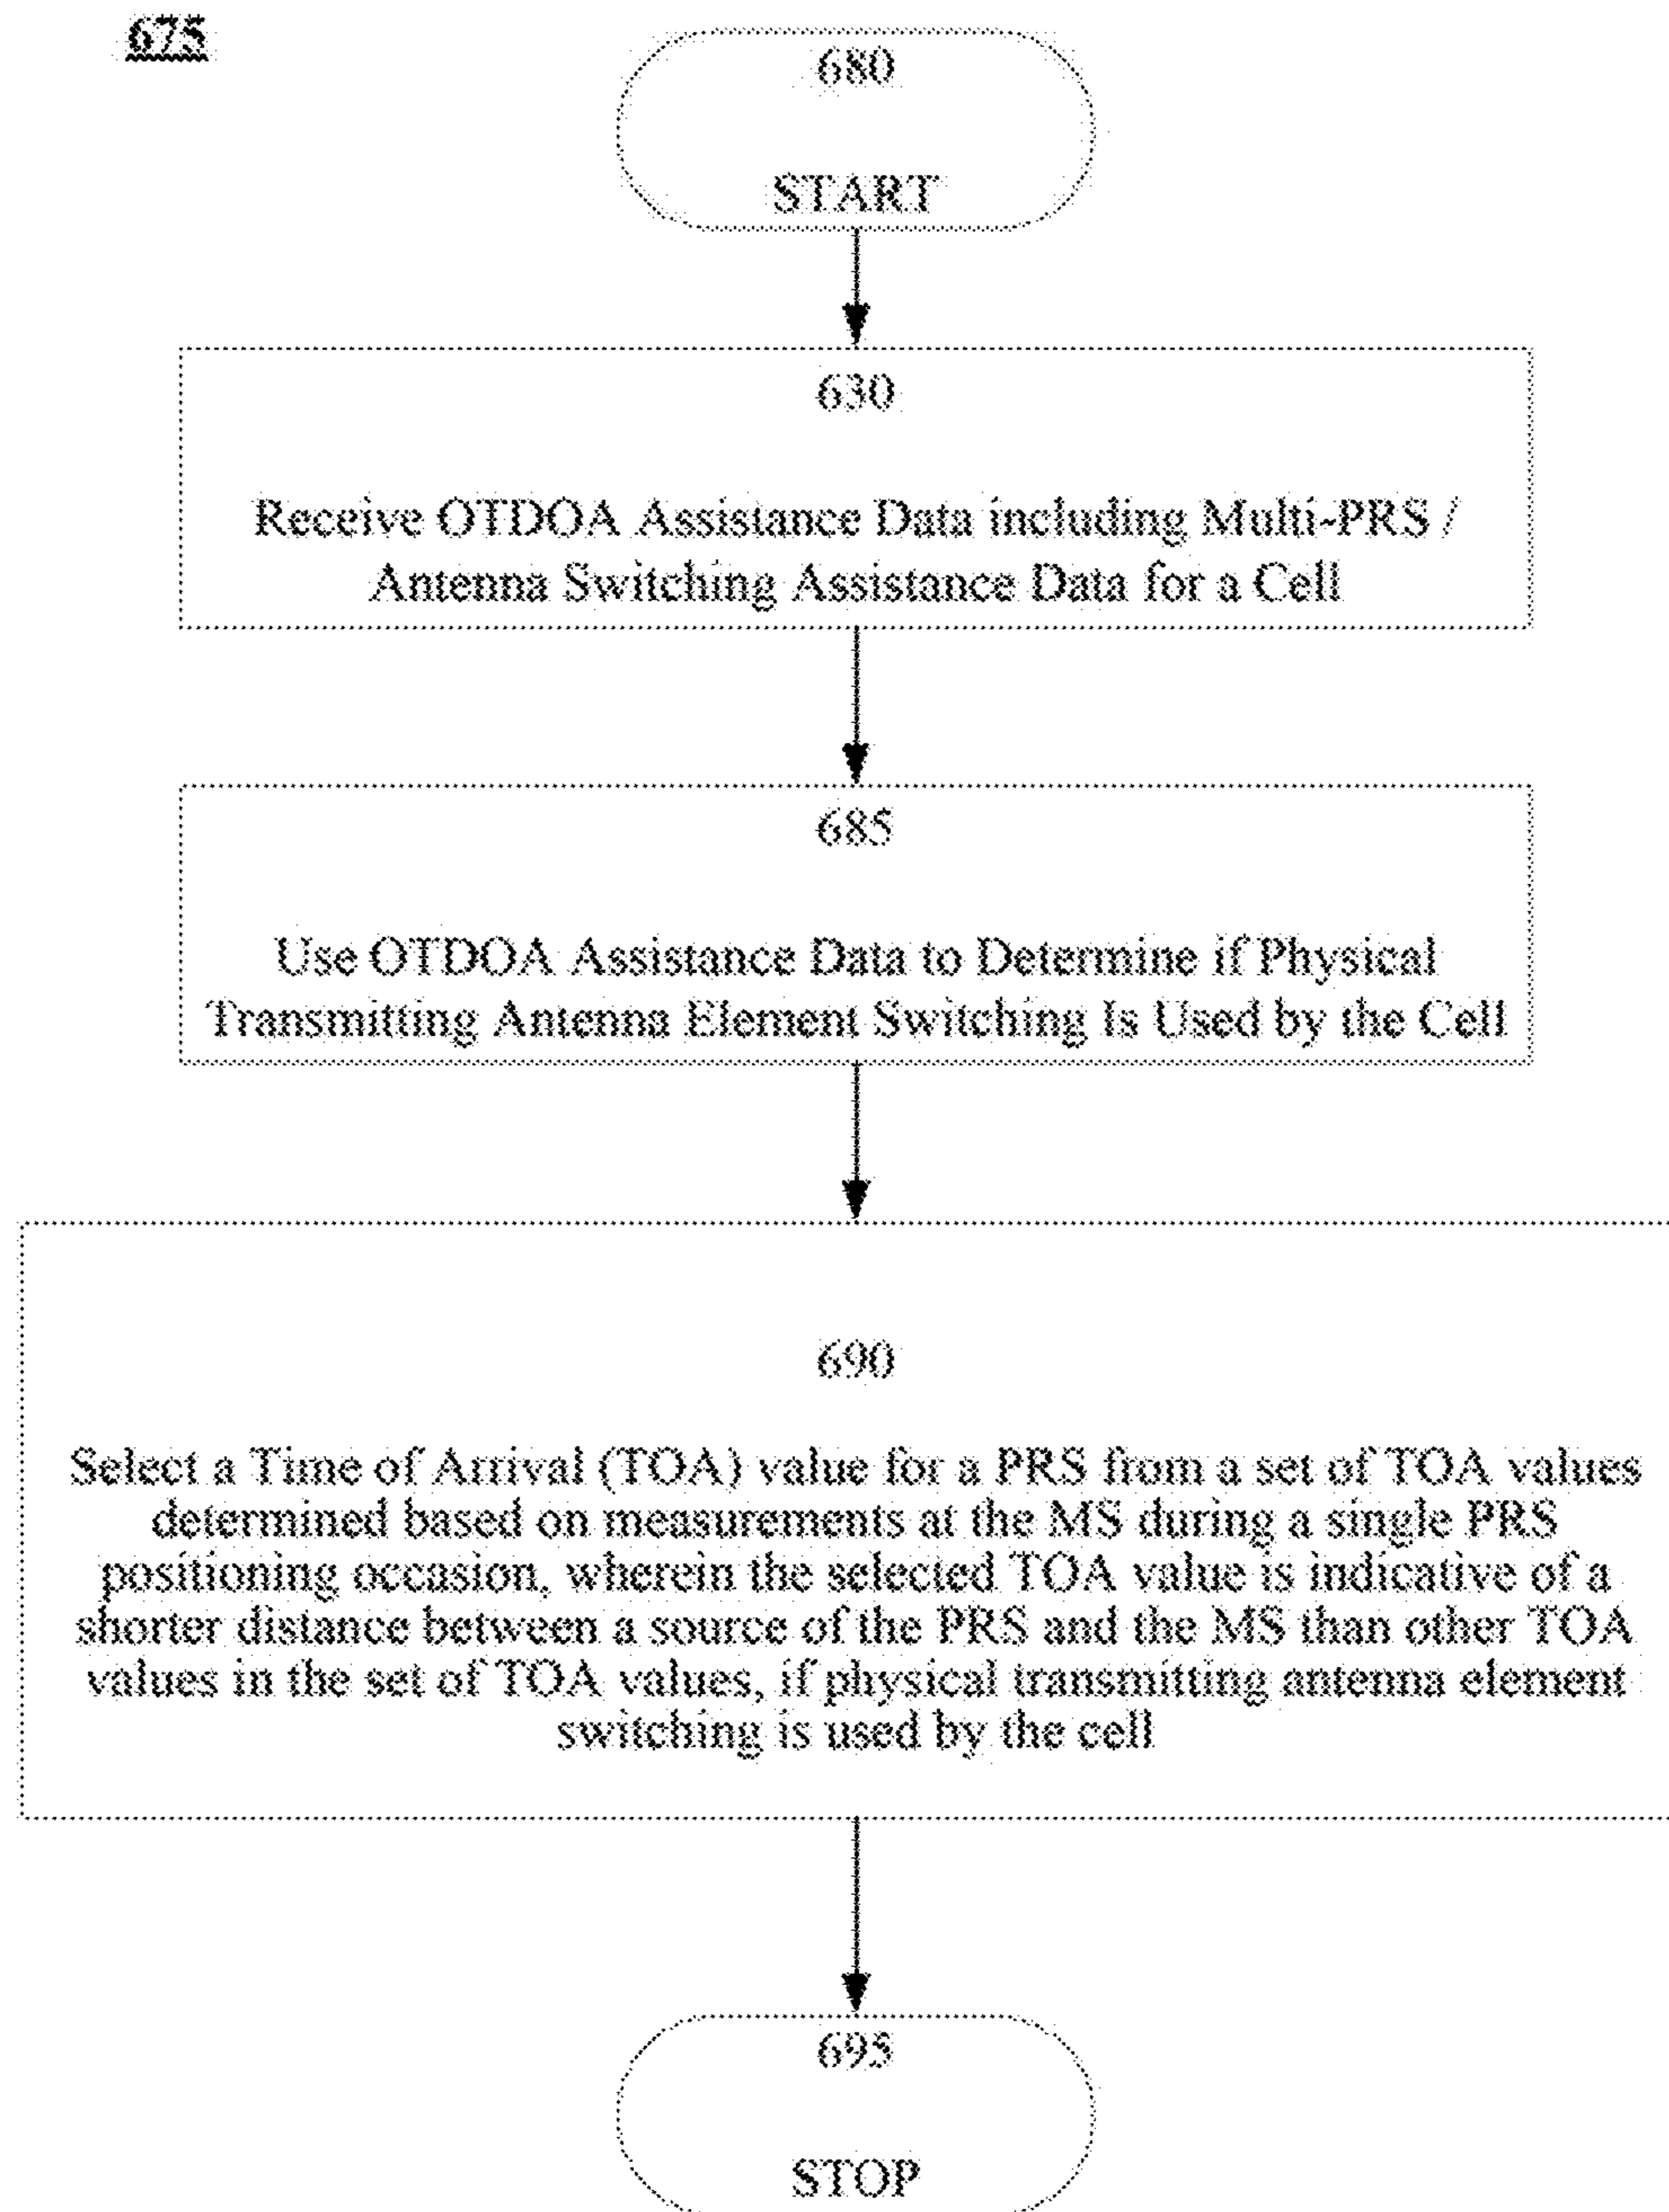 675
680
START
630
Receive OTDOA Assistance Data including Multi-PRS /
Antenna Switching Assistance Data for a Cell
685
Use OTDOA Assistance Data to Determine if Physical
Transmitting Antenna Element Switching Is Used by the Cell
690
Select a Time of Arrival (TOA) value for a PRS from a set of TOA values
determined based on measurements at the MS during a single PRS
positioning occasion, wherein the selected TOA value is indicative of a
shorter distance between a source of the PRS and the MS than other TOA
values in the set of TOA values, if physical transmitting antenna element
switching is used by the cell
695
STOP